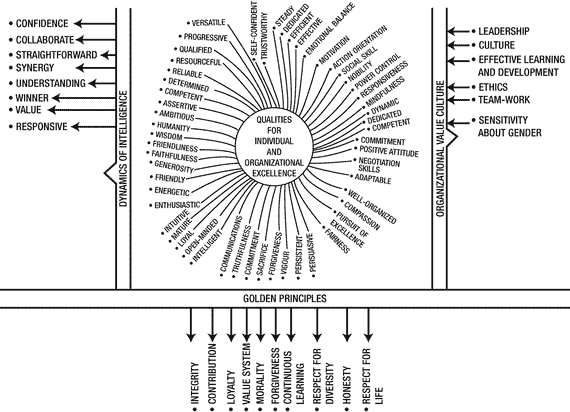 • CONFIDENCE
• COLLABORATE
• STRAIGHTFORWARD
• SYNERGY
• UNDERSTANDING
• WINNER
• VALUE
• RESPONSIVE
DYNAMICS OF INTELLIGENCE
• VERSATILE
• PROGRESSIVE
• QUALIFIED
• RESOURCEFUL
• RELIABLE
• DETERMINED
• COMPETENT
• ASSERTIVE
• AMBITIOUS
• HUMANITY
• WISDOM
• FRIENDLINESS
• FAITHFULNESS
• GENEROSITY
• FRIENDLY
• ENERGETIC
• ENTHUSIASTIC
• INTUITIVE
• MATURE
• LOYAL
• OPEN-MINDED
• INTELLIGENT
• COMMUNICATIONS
• TRUTHFULNESS
• COMMITMENT
• SACRIFICE
• FORGIVENESS
• VIGOUR
• PERSISTENT
• PERSUASIVE
• SELF-CONFIDENT
• TRUSTWORTHY
• STEADY
• DEDICATED
• EFFICIENT
• EFFECTIVE
• EMOTIONAL BALANCE
• MOTIVATION
• ACTION ORIENTATION
• SOCIAL SKILL
• NOBILITY
• POWER CONTROL
• RESPONSIVENESS
• MINDFULNESS
• DYNAMIC
• DEDICATED
• COMPETENT
• COMMITMENT
• POSITIVE ATTITUDE
• NEGOTIATION
SKILLS
• ADAPTABLE
• WELL-ORGANIZED
• COMPASSION
• PURSUIT OF
EXCELLENCE
• FAIRNESS
QUALITIES
FOR
INDIVIDUAL
AND
ORGANIZATIONAL
EXCELLENCE
ORGANIZATIONAL VALUE CULTURE
• LEADERSHIP
• CULTURE
• EFFECTIVE LEARNING
AND DEVELOPMENT
• ETHICS
• TEAM-WORK
• SENSITIVITY
ABOUT GENDER
GOLDEN PRINCIPLES
• INTEGRITY
• CONTRIBUTION
• LOYALTY
• VALUE SYSTEM
• MORALITY
• FORGIVENESS
• CONTINUOUS
LEARNING
• RESPECT FOR
DIVERSITY
• HONESTY
• RESPECT FOR
LIFE